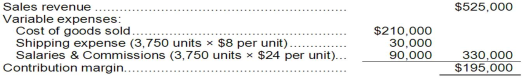 Sales revenue ........................................................ $525,000
Variable expenses:
Cost of goods sold.................................................. $210,000
Shipping expense (3,750 units × $8 per unit).............. 30,000
Salaries & Commissions (3,750 units × $24 per unit)... 90,000 330,000
Contribution margin.................................................. $195,000